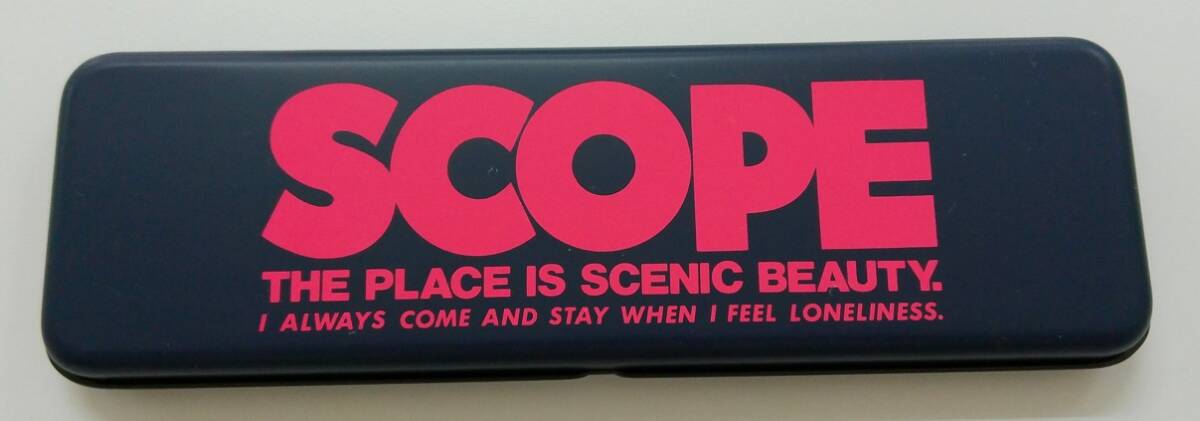 SCOPE
THE PLACE IS SCENIC BEAUTY.
I ALWAYS COME AND STAY WHEN I FEEL LONELINESS.